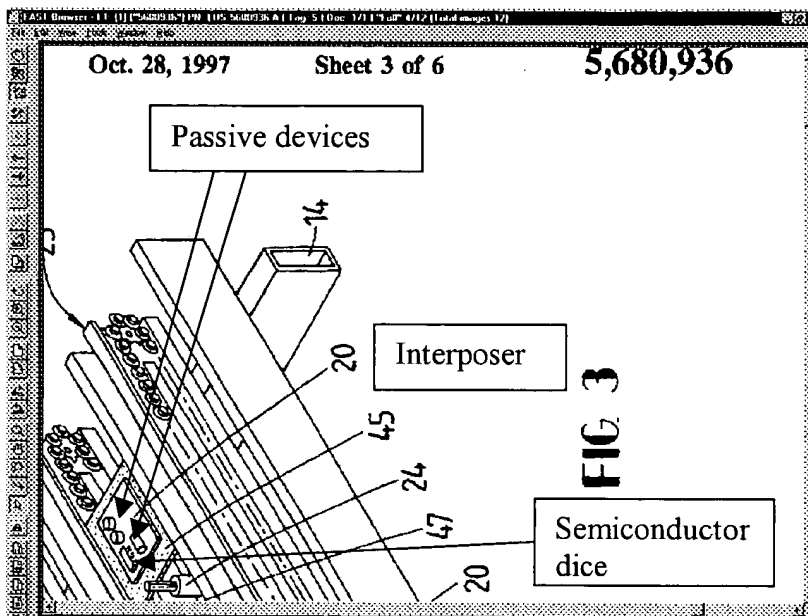 Oct. 28, 1997 Sheet 3 of 6 5,680,936
Passive devices
14
20
Interposer
45
24
47
FIG. 3
Semiconductor
dice
20